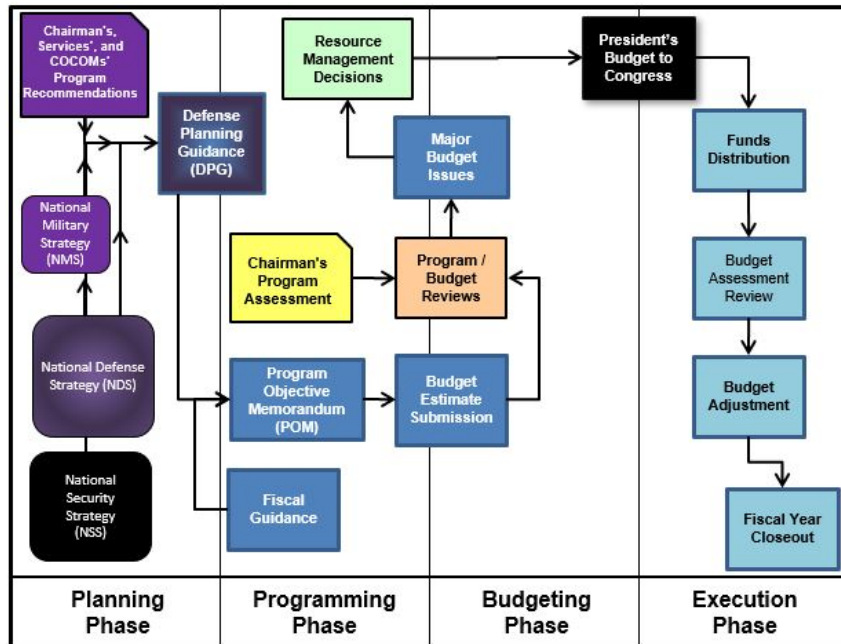 Chairman's,
Services', and
COCOMs'
Program
Recommendations
Defense
Planning
Guidance
(DPG)
National
Military
Strategy
(NMS)
National Defense
Strategy (NDS)
National
Security
Strategy
(NSS)
Resource
Management
Decisions
Major
Budget
Issues
Chairman's
Program
Assessment
Program /
Budget
Reviews
Program
Objective
Memorandum
(POM)
Budget
Estimate
Submission
Fiscal
Guidance
President's
Budget to
Congress
Funds
Distribution
Budget
Assessment
Review
Budget
Adjustment
Fiscal Year
Closeout
Planning
Phase
Programming
Phase
Budgeting
Phase
Execution
Phase